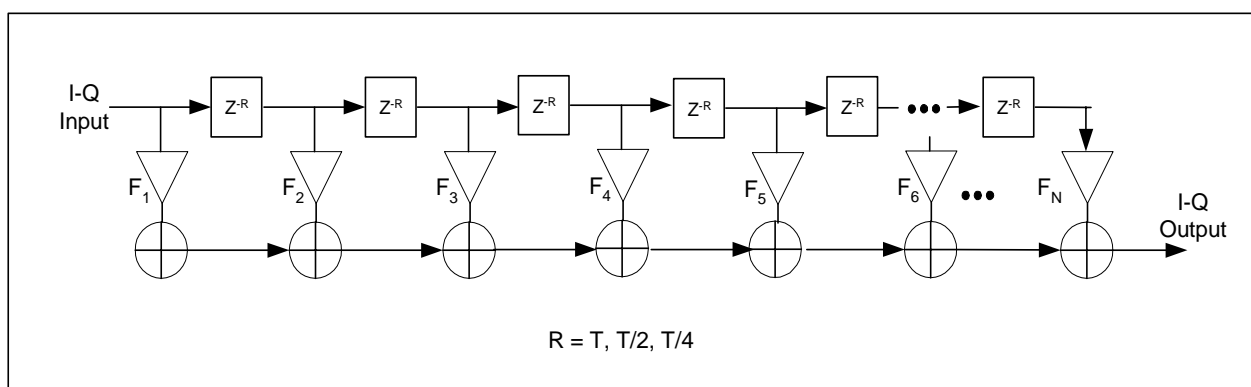 I-Q
Input
Z-R
Z-R
Z-R
Z-R
Z-R
•••
Z-R
F1
F2
F3
F4
F5
F6
•••
FN
I-Q
Output
R = T, T/2, T/4